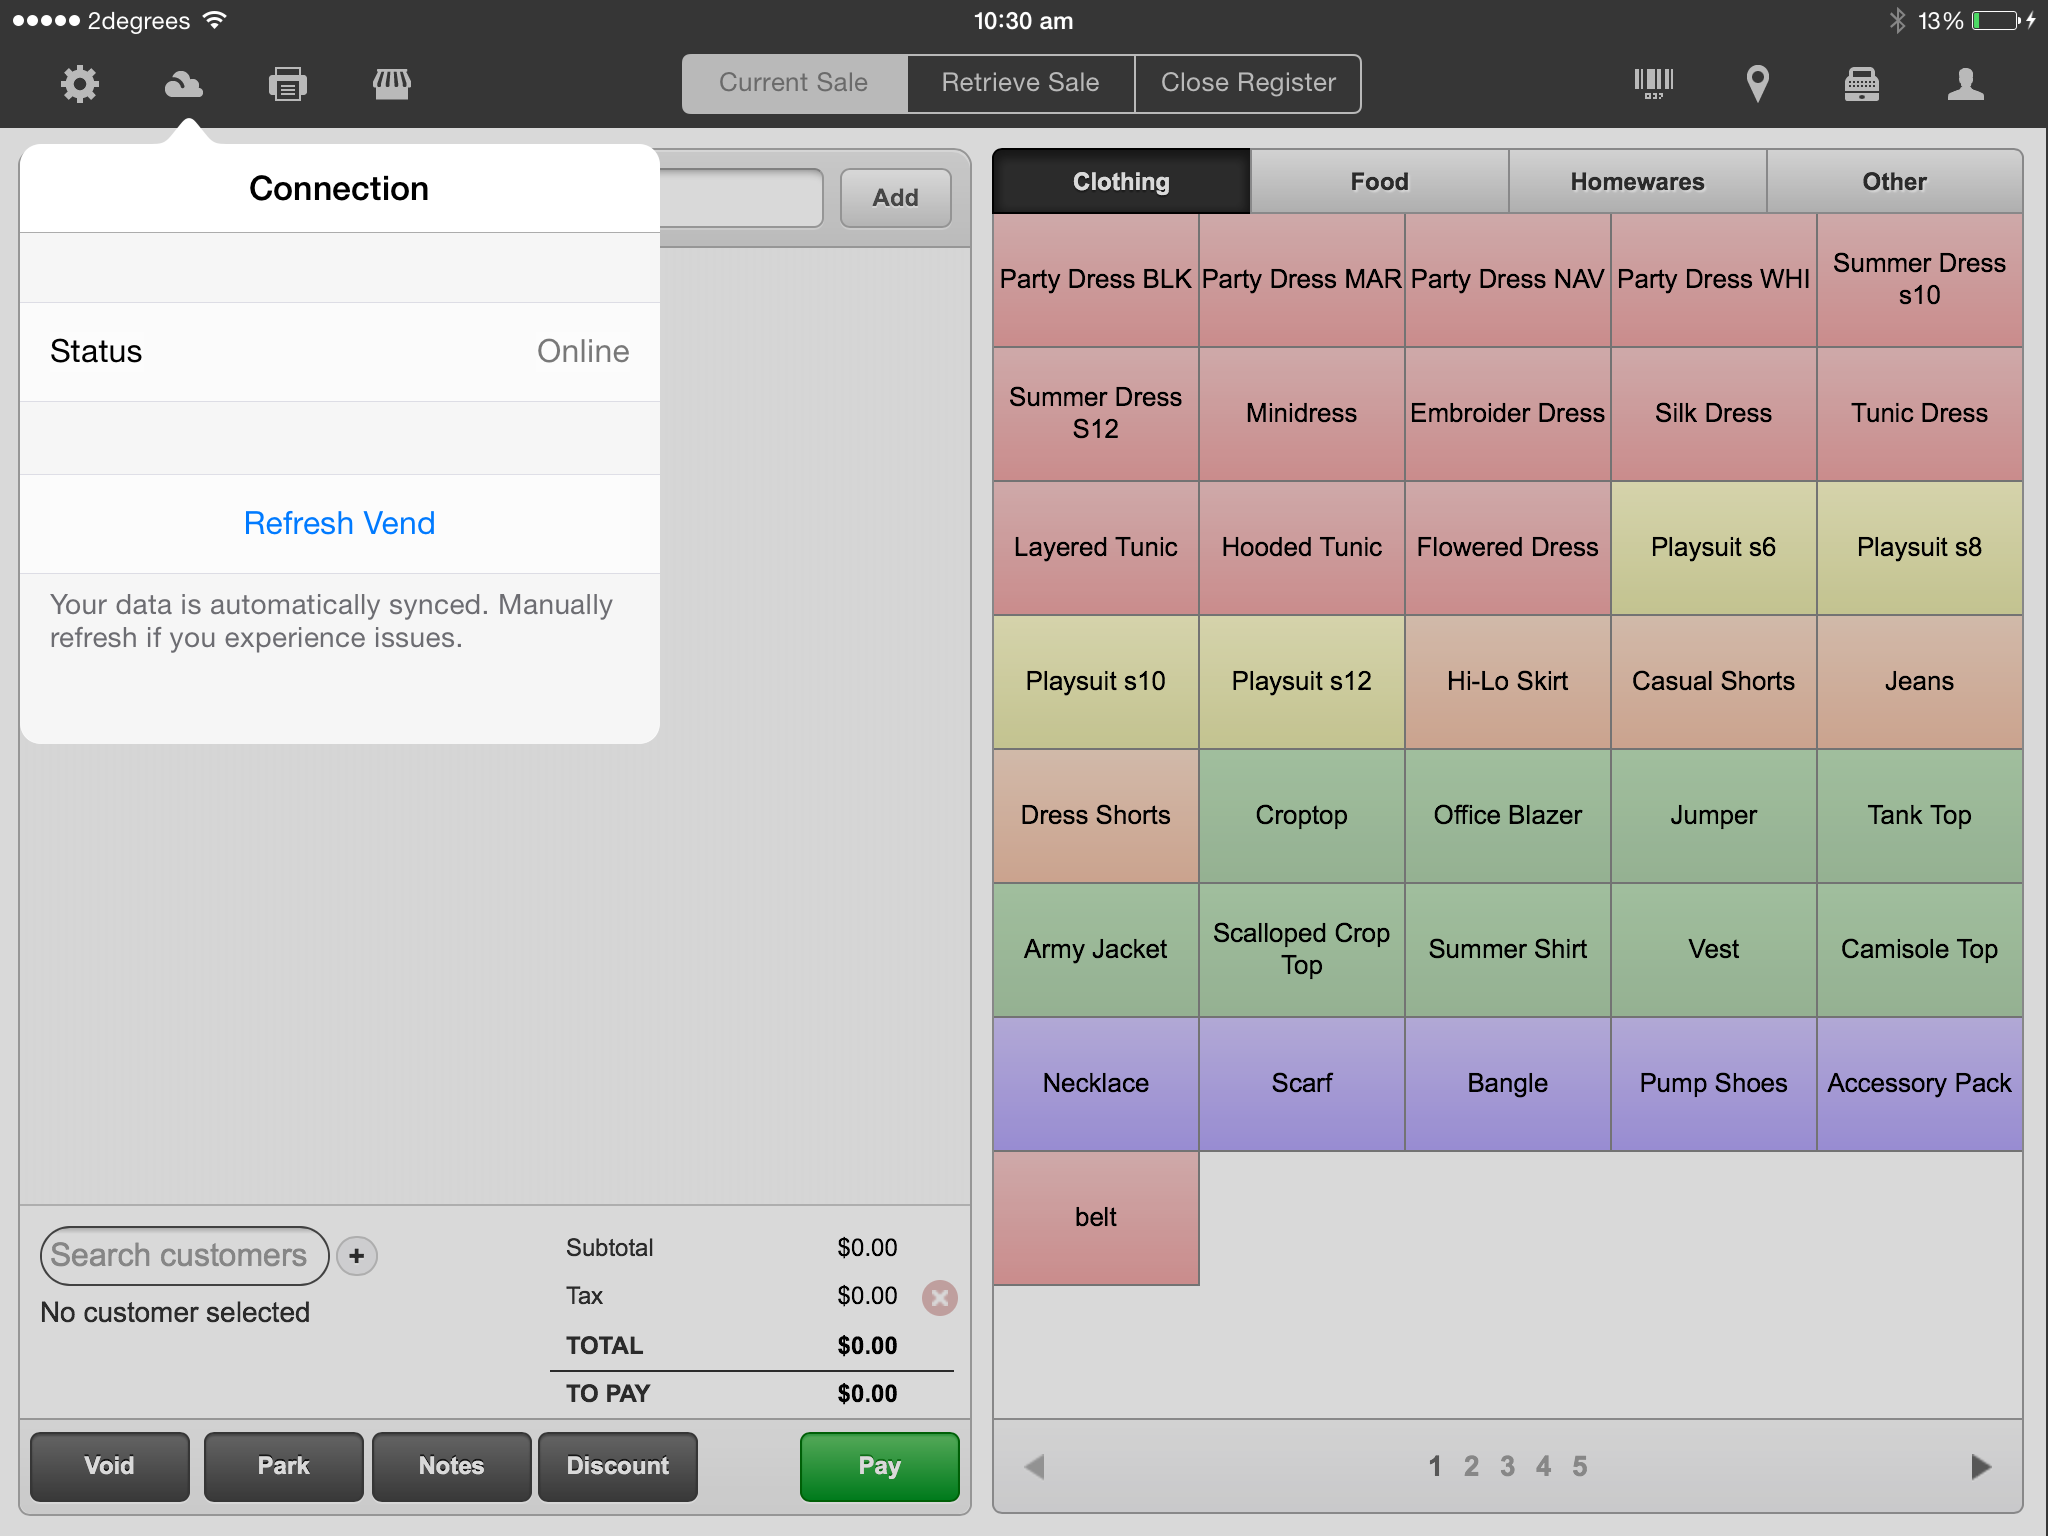 2degrees
10:30 am
13%
Current Sale
Retrieve Sale
Close Register
Connection
Status
Online
Refresh Vend
Your data is automatically synced. Manually
refresh if you experience issues.
Add
Clothing
Food
Homewares
Other
Party Dress BLK
Party Dress MAR
Party Dress NAV
Party Dress WHI
Summer Dress
s10
Summer Dress
S12
Minidress
Embroider Dress
Silk Dress
Tunic Dress
Layered Tunic
Hooded Tunic
Flowered Dress
Playsuit s6
Playsuit s8
Playsuit s10
Playsuit s12
Hi-Lo Skirt
Casual Shorts
Jeans
Dress Shorts
Croptop
Office Blazer
Jumper
Tank Top
Army Jacket
Scalloped Crop
Top
Summer Shirt
Vest
Camisole Top
Necklace
Scarf
Bangle
Pump Shoes
Accessory Pack
belt
Search customers
+
No customer selected
Subtotal $0.00
Tax $0.00
TOTAL $0.00
TO PAY $0.00
Void
Park
Notes
Discount
Pay
1 2 3 4 5